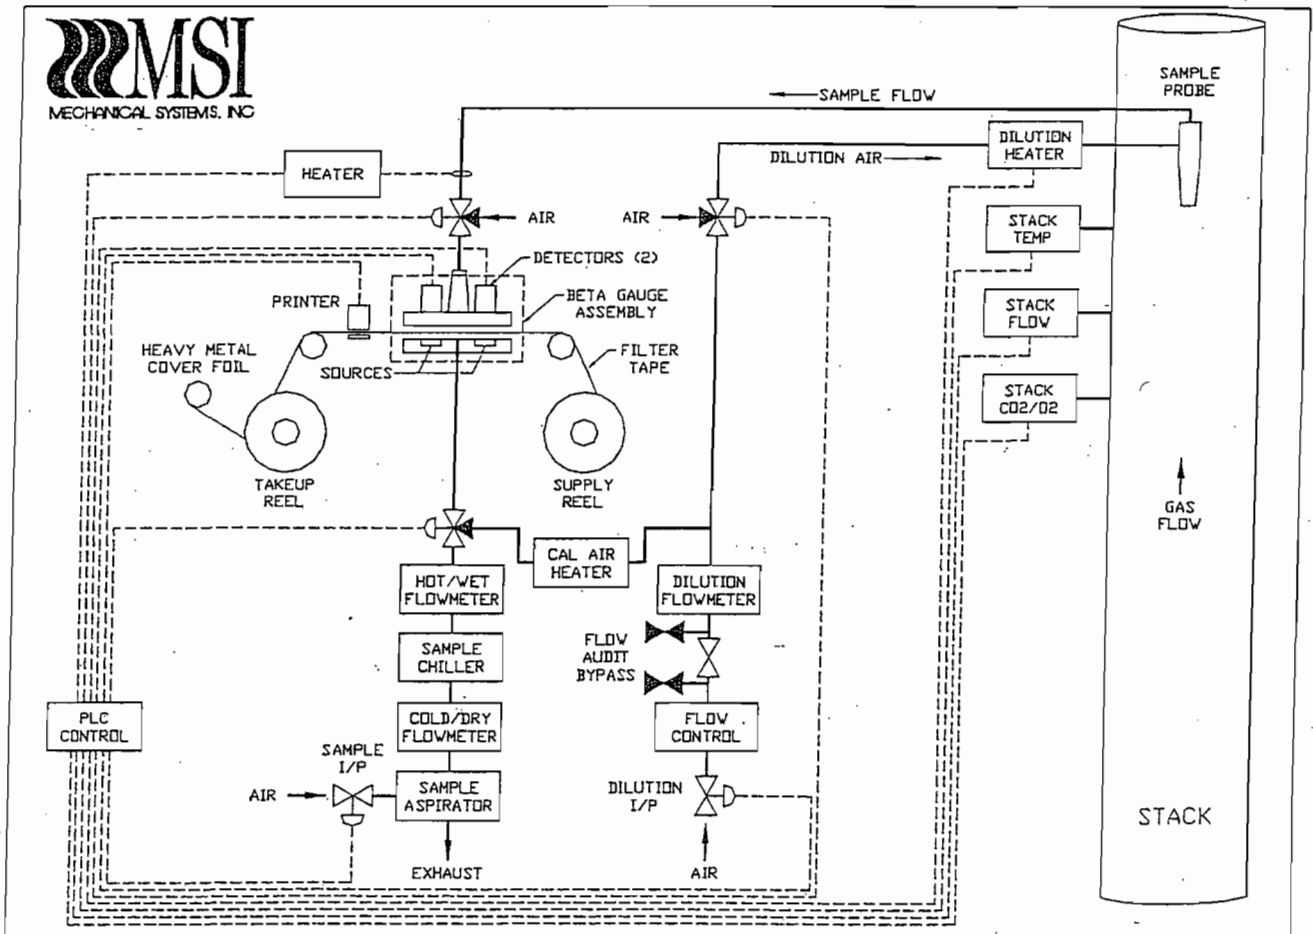 MSI
MECHANICAL SYSTEMS, INC
SAMPLE
PROBE
SAMPLE FLOW
DILUTION
HEATER
DILUTION AIR
HEATER
AIR
AIR
STACK
TEMP
DETECTORS (2)
BETA GAUGE
ASSEMBLY
PRINTER
STACK
FLOW
HEAVY METAL
COVER FOIL
SOURCES
FILTER
TAPE
STACK
CO2/O2
TAKEUP
REEL
SUPPLY
REEL
GAS
FLOW
CAL AIR
HEATER
HOT/WET
FLOWMETER
DILUTION
FLOWMETER
FLOW
AUDIT
BYPASS
SAMPLE
CHILLER
PLC
CONTROL
COLD/DRY
FLOWMETER
FLOW
CONTROL
SAMPLE
I/P
AIR
SAMPLE
ASPIRATOR
DILUTION
I/P
STACK
EXHAUST
AIR